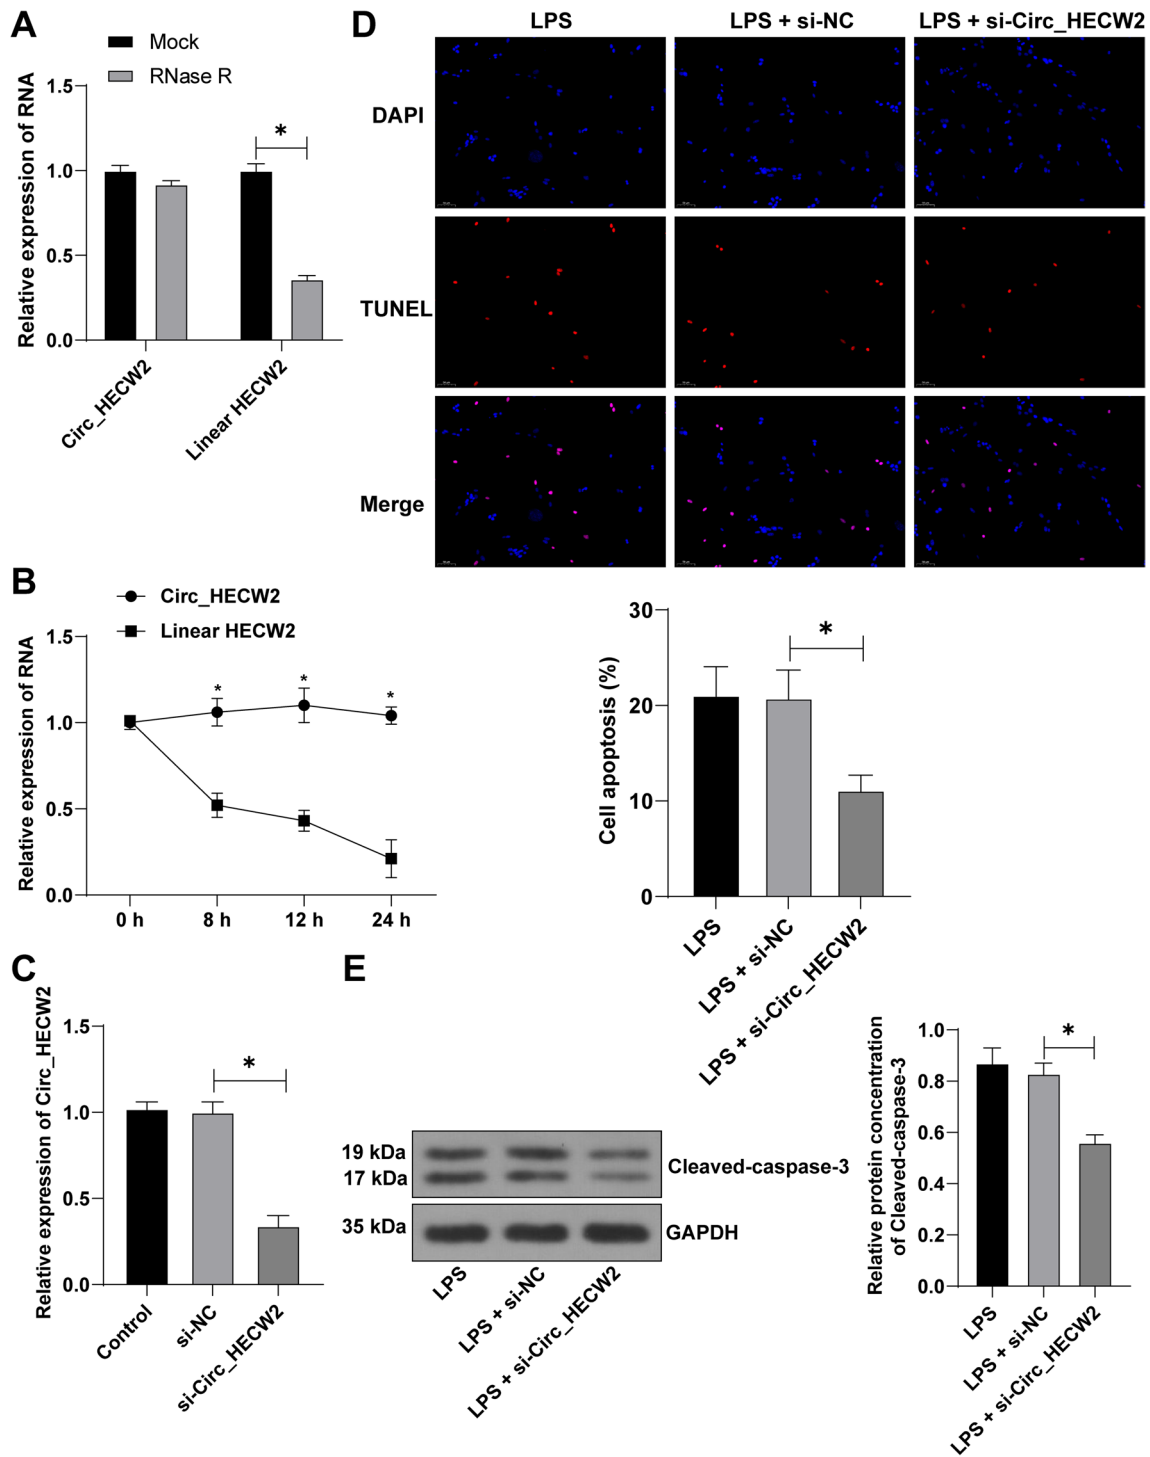 A
Mock
RNase R
Relative expression of RNA
1.5
1.0
0.5
0.0
*
Circ_HECW2
Linear HECW2
D
LPS
LPS + si-NC
LPS + si-Circ_HECW2
DAPI
TUNEL
Merge
30
20
10
0
Cell apoptosis (%)
*
LPS
LPS + si-NC
LPS + si-Circ_HECW2
B
Circ_HECW2
Linear HECW2
Relative expression of RNA
1.5
1.0
0.5
0.0
*
*
*
0 h
8 h
12 h
24 h
C
Relative expression of Circ_HECW2
1.5
1.0
0.5
0.0
*
Control
si-NC
si-Circ_HECW2
E
19 kDa
17 kDa
35 kDa
Cleaved-caspase-3
GAPDH
LPS
LPS + si-NC
LPS + si-Circ_HECW2
Relative protein concentration
of Cleaved-caspase-3
1.0
0.8
0.6
0.4
0.2
0.0
*
LPS
LPS + si-NC
LPS + si-Circ_HECW2